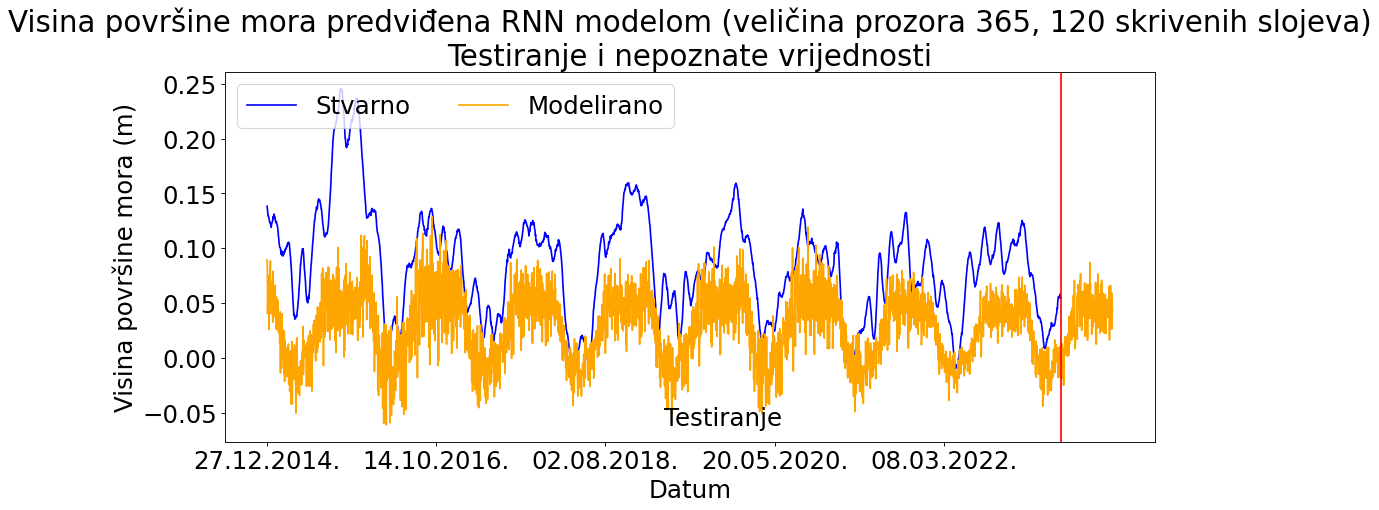 Visina površine mora predviđena RNN modelom (veličina prozora 365, 120 skrivenih slojeva)
Testiranje i nepoznate vrijednosti
Stvarno
Modelirano
Visina površine mora (m)
0.25
0.20
0.15
0.10
0.05
0.00
−0.05
Testiranje
27.12.2014.
14.10.2016.
02.08.2018.
20.05.2020.
08.03.2022.
Datum